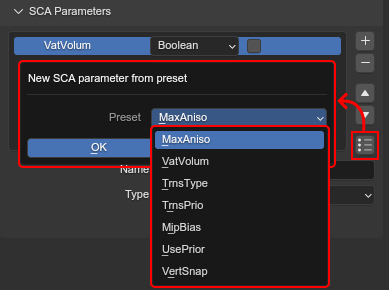 SCA Parameters
VatVolum Boolean
New SCA parameter from preset
Preset MaxAniso
OK
MaxAniso
VatVolum
TrnsType
TrnsPrio
MipBias
UsePrior
VertSnap
Name
Type